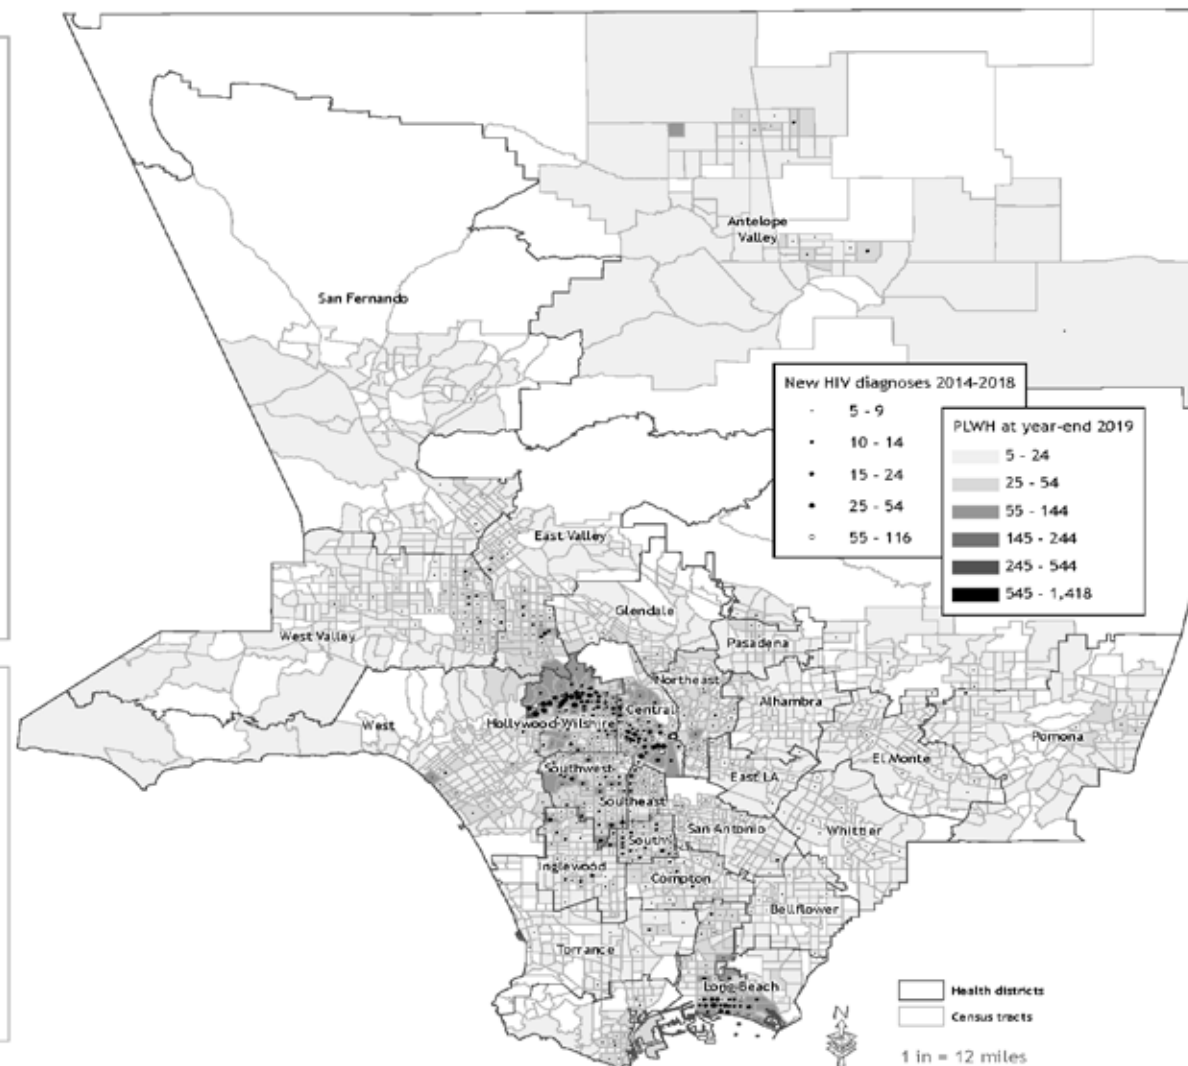 Antelope
Valley
San Fernando
New HIV diagnoses 2014-2018
5 - 9
10 - 14
15 - 24
25 - 54
55 - 116
PLWH at year-end 2019
5 - 24
25 - 54
55 - 144
145 - 244
245 - 544
545 - 1,418
East Valley
Glendale
West Valley
Pasadena
Northeast
Alhambra
Central
West
Hollywood-Wilshire
Pomona
El Monte
Southwest
East LA
Southeast
San Antonio
Whittier
South
Inglewood
Compton
Bellflower
Torrance
Long Beach
Health districts
N
Census tracts
1 in = 12 miles